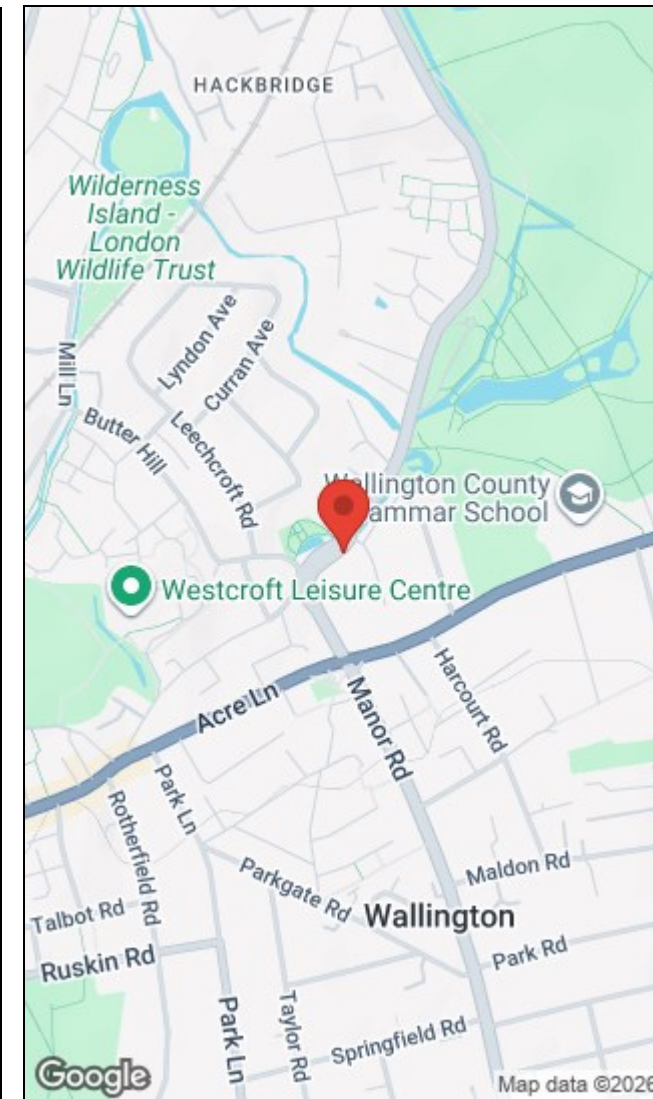 HACKBRIDGE
Wilderness
Island -
London
Wildlife Trust
Lyndon Ave
Curran Ave
Mill Ln
Butter Hill
Leechcroft Rd
Wallington County
Grammar School
Westcroft Leisure Centre
Harcourt Rd
Acre Ln
Manor Rd
Park Ln
Rotherfield Rd
Maldon Rd
Parkgate Rd
Wallington
Talbot Rd
Park Rd
Ruskin Rd
Park Ln
Taylor Rd
Springfield Rd
Google
Map data ©2026